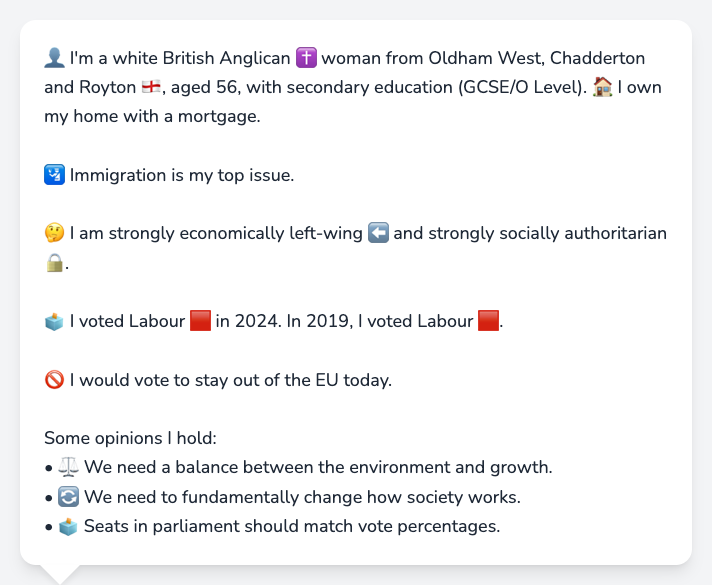 👤 I'm a white British Anglican ✝️ woman from Oldham West, Chadderton
and Royton 🏴󠁧󠁢󠁥󠁮󠁧󠁿, aged 56, with secondary education (GCSE/O Level). 🏠 I own
my home with a mortgage.
🛂 Immigration is my top issue.
🤔 I am strongly economically left-wing ⬅️ and strongly socially authoritarian
🔒.
🗳️ I voted Labour 🟥 in 2024. In 2019, I voted Labour 🟥.
🚫 I would vote to stay out of the EU today.
Some opinions I hold:
• ⚖️ We need a balance between the environment and growth.
• 🔄 We need to fundamentally change how society works.
• 🗳️ Seats in parliament should match vote percentages.